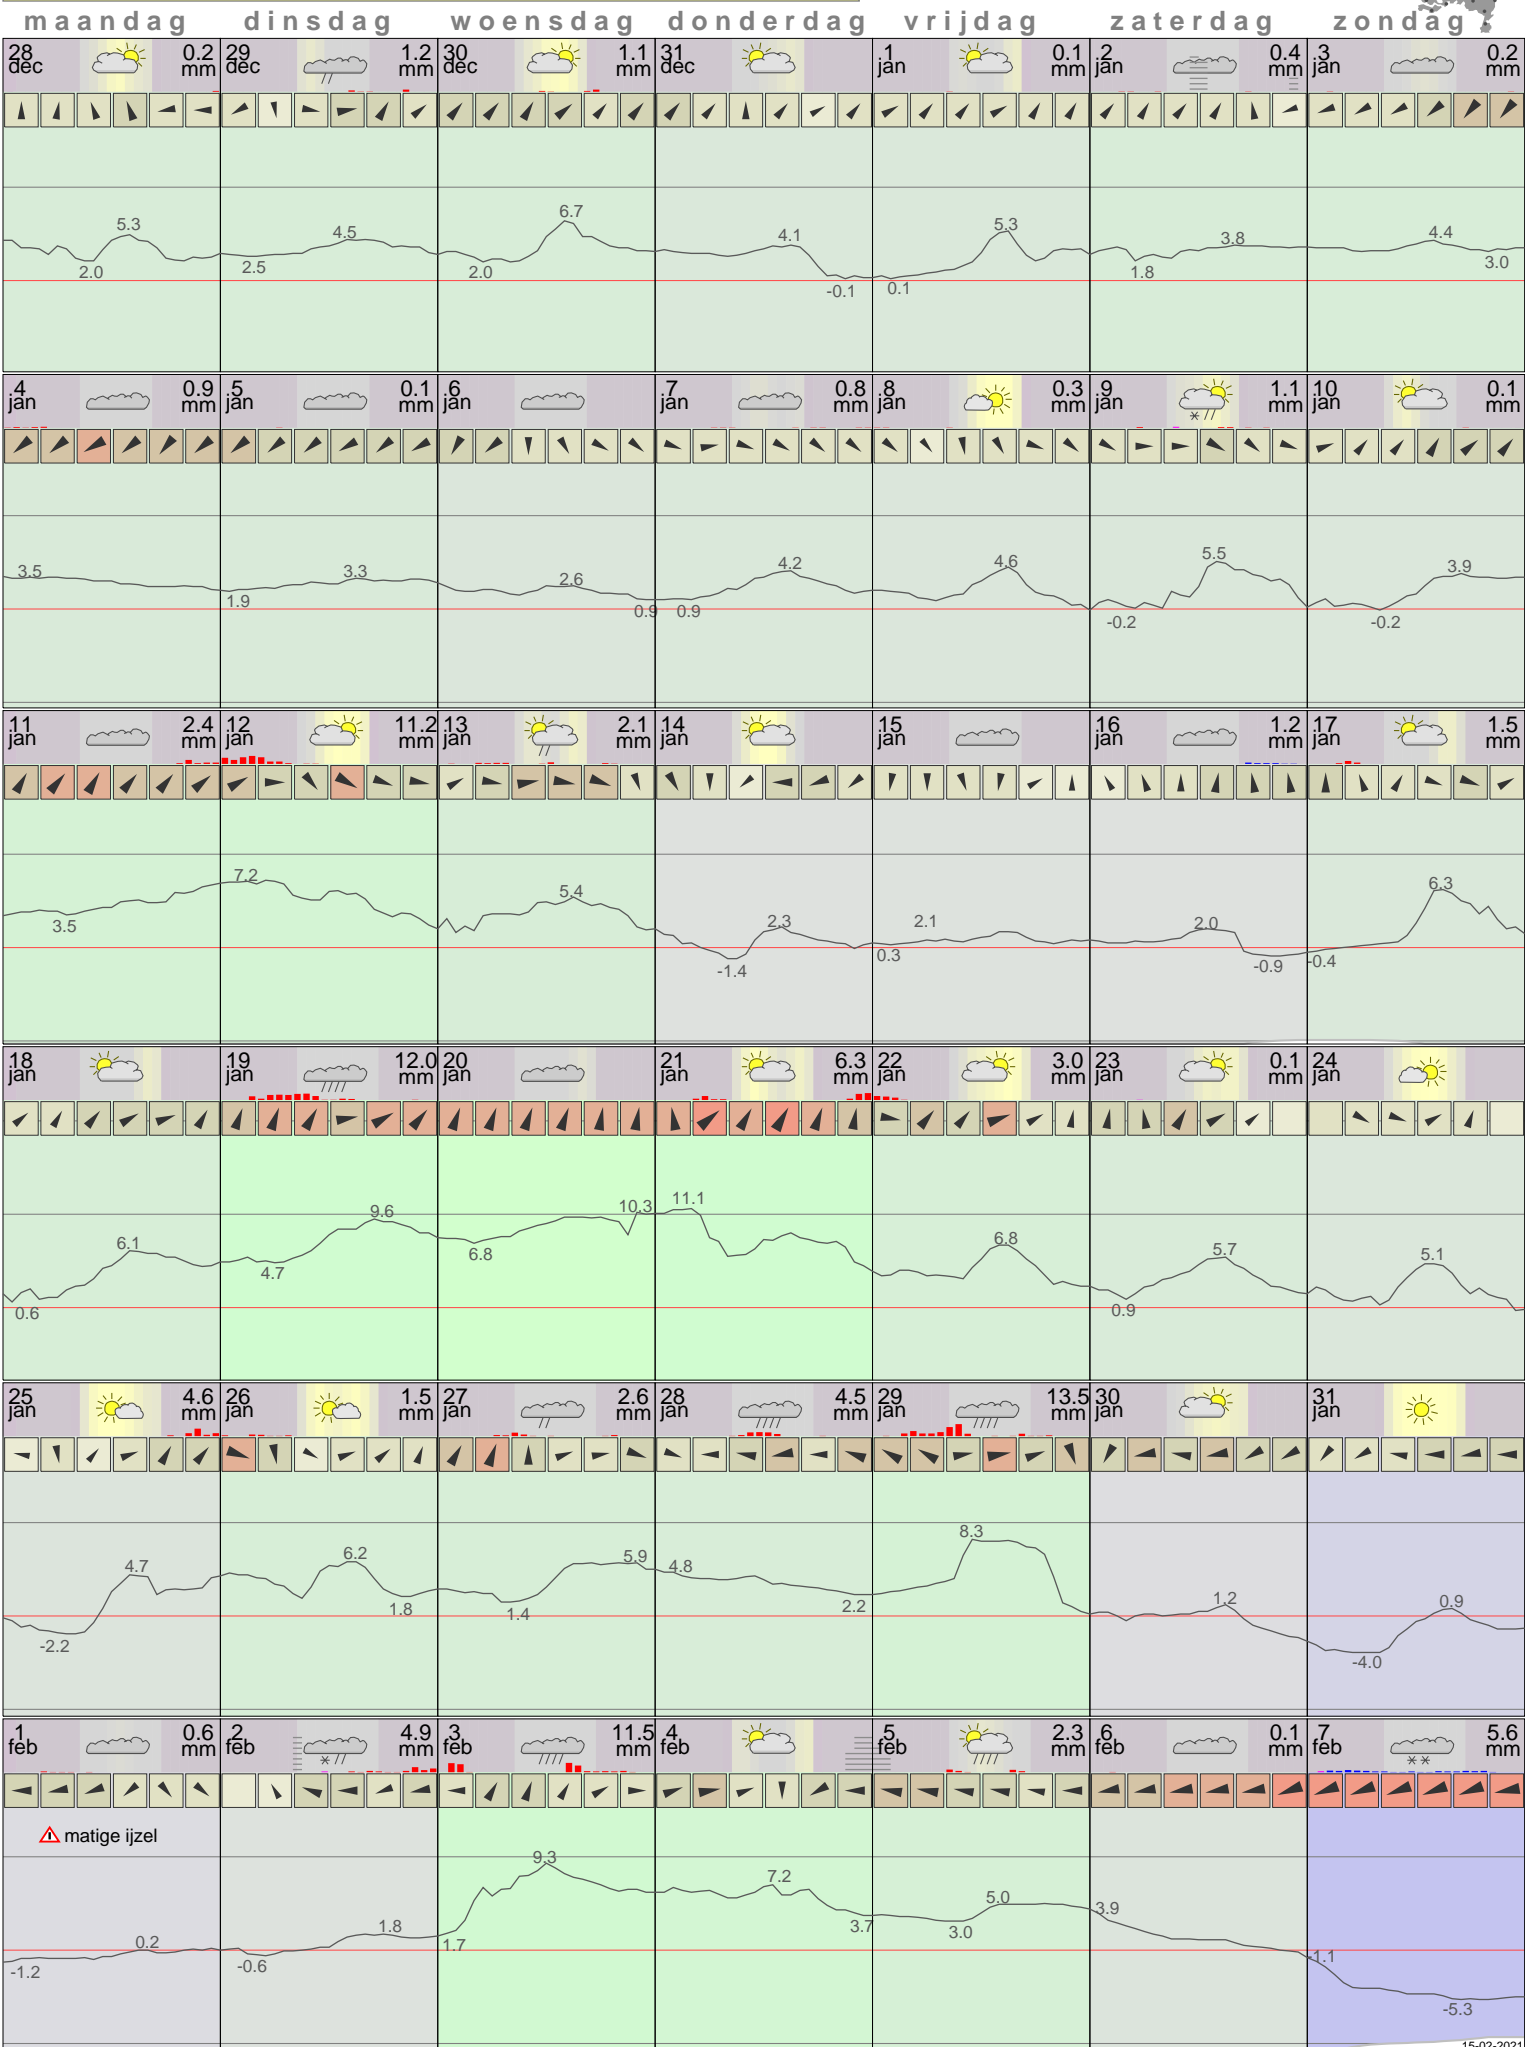 maandag dinsdag woensdag donderdag vrijdag zaterdag zondag
28 dec 0.2 mm 29 dec 1.2 mm 30 dec 1.1 mm 31 dec 1 jan 0.1 mm 2 jan 0.4 mm 3 jan 0.2 mm
5.3 2.0 4.5 2.5 6.7 2.0 4.1 -0.1 5.3 0.1 3.8 1.8 4.4 3.0
4 jan 0.9 mm 5 jan 0.1 mm 6 jan 7 jan 0.8 mm 8 jan 0.3 mm 9 jan 1.1 mm 10 jan 0.1 mm
3.5 1.9 3.3 2.6 0.9 0.9 4.2 4.6 -0.2 5.5 -0.2 3.9
11 jan 2.4 mm 12 jan 11.2 mm 13 jan 2.1 mm 14 jan 15 jan 16 jan 1.2 mm 17 jan 1.5 mm
3.5 7.2 5.4 -1.4 2.3 0.3 2.1 2.0 -0.9 -0.4 6.3
18 jan 19 jan 12.0 mm 20 jan 21 jan 6.3 mm 22 jan 3.0 mm 23 jan 0.1 mm 24 jan
0.6 6.1 4.7 9.6 6.8 10.3 11.1 6.8 0.9 5.7 5.1
25 jan 4.6 mm 26 jan 1.5 mm 27 jan 2.6 mm 28 jan 4.5 mm 29 jan 13.5 mm 30 jan 31 jan
-2.2 4.7 6.2 1.8 1.4 5.9 4.8 2.2 8.3 1.2 -4.0 0.9
1 feb 0.6 mm 2 feb 4.9 mm 3 feb 11.5 mm 4 feb 5 feb 2.3 mm 6 feb 0.1 mm 7 feb 5.6 mm
matige ijzel
-1.2 0.2 -0.6 1.8 1.7 9.3 7.2 3.7 3.0 5.0 3.9 -1.1 -5.3
15-02-2021